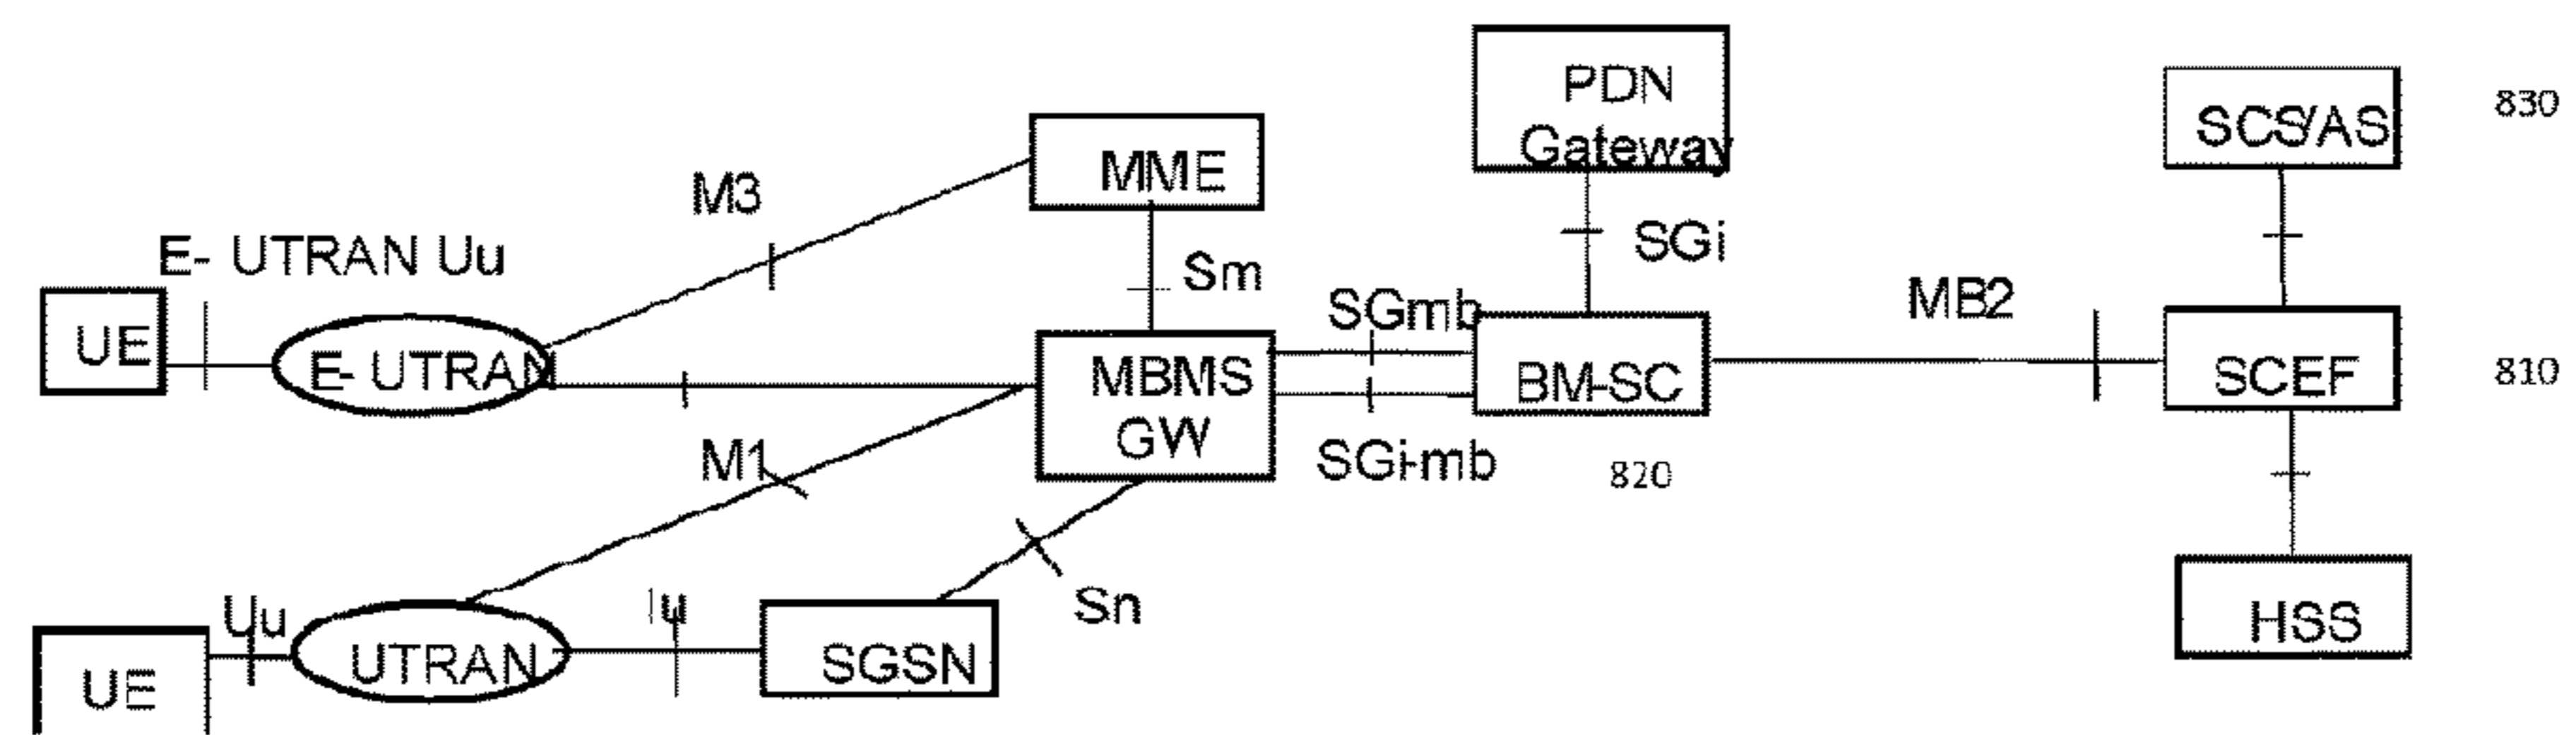 PDN
Gateway
SCS/AS
830
MME
M3
E- UTRAN Uu
SGi
Sm
SGmb
MB2
UE
E- UTRAN
MBMS
GW
BM-SC
SCEF
810
M1
SGi-mb
820
Uu
Iu
Sn
UTRAN
SGSN
HSS
UE